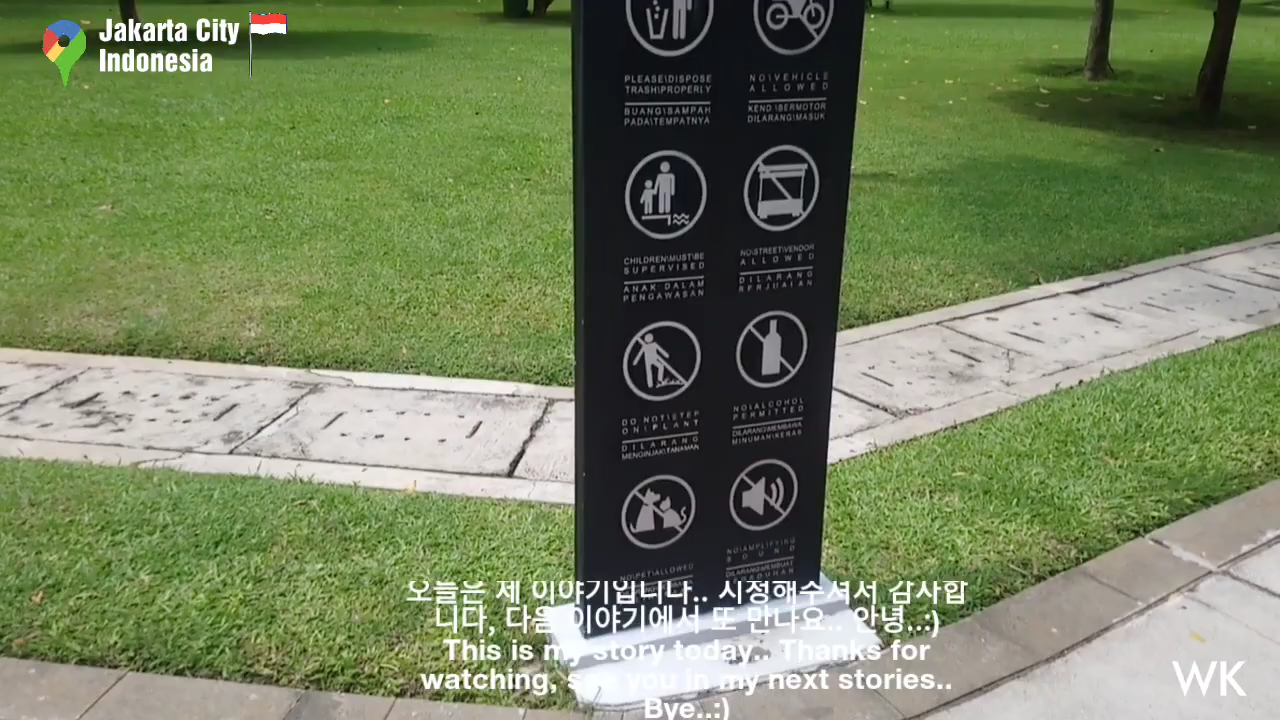 Jakarta City
Indonesia
PLEASE\DISPOSE
TRASH\PROPERLY
BUANG\SAMPAH
PADA\TEMPATNYA
NO\VEHICLE
ALLOWED
KEND\BERMOTOR
DILARANG\MASUK
CHILDREN\MUST\BE
SUPERVISED
ANAK DALAM
PENGAWASAN
NO\STREET\VENDOR
ALLOWED
DILARANG
BERJUALAN
DO NOT\STEP
ON\PLANT
DILARANG
MENGINJAK\TANAMAN
NO\ALCOHOL
PERMITTED
DILARANG\MEMBAWA
MINUMAN\KERAS
NO\PET\ALLOWED
NO\AMPLIFYING
SOUND
오늘은 제 이야기입니다.. 시청해주셔서 감사합
니다, 다음 이야기에서 또 만나요.. 안녕..:)
This is my story today.. Thanks for
watching, see you in my next stories..
Bye..:)
WK